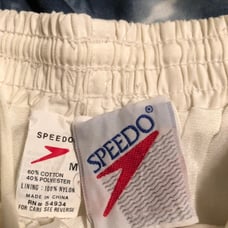 SPEEDO
M
60% COTTON
40% POLYESTER
LINING : 100% NYLON
MADE IN CHINA
RN# 54934
FOR CARE SEE REVERSE
SPEEDO®